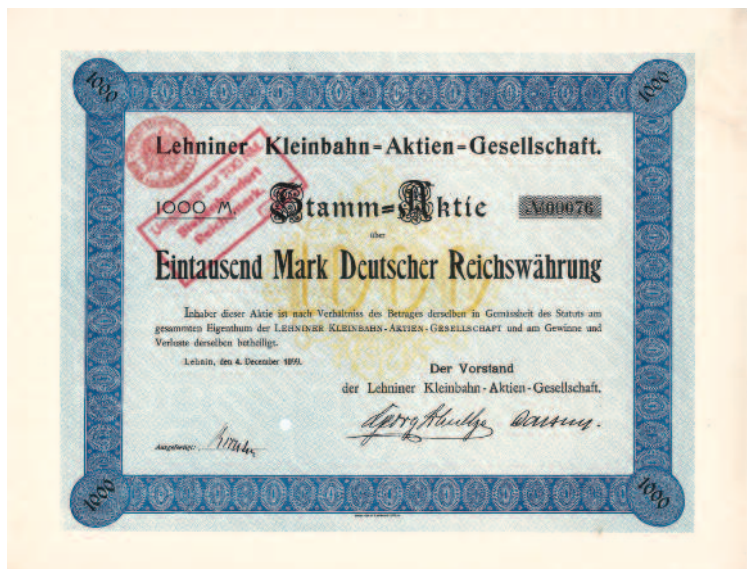 1000
1000
Lehniner Kleinbahn=Aktien=Gesellschaft.
1000 M. Stamm=Aktie №00076
über
Eintausend Mark Deutscher Reichswährung
Inhaber dieser Aktie ist nach Verhältniss des Betrages derselben in Gemässheit des Statuts am
gesammten Eigenthum der LEHNINER KLEINBAHN-AKTIEN-GESELLSCHAFT und am Gewinne und
Verluste derselben betheiligt.
Lehnin, den 4. December 1899.
Der Vorstand
der Lehniner Kleinbahn-Aktien-Gesellschaft.
Ausgefertigt:
1000
1000